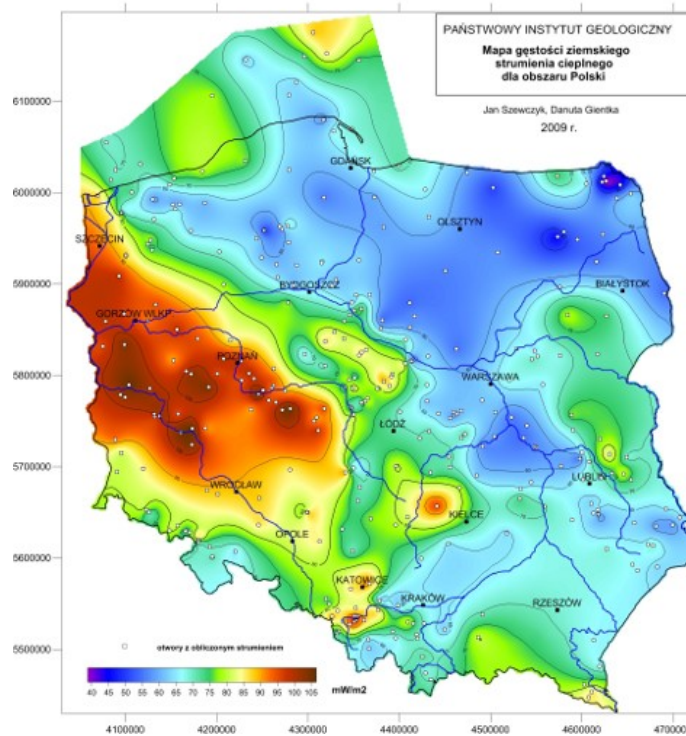 PAŃSTWOWY INSTYTUT GEOLOGICZNY
Mapa gęstości ziemskiego
strumienia cieplnego
dla obszaru Polski
Jan Szewczyk, Danuta Gientka
2009 r.
6100000
GDAŃSK
6000000
OLSZTYN
SZCZECIN
5900000
BYDGOSZCZ
BIAŁYSTOK
GORZÓW WLKP
POZNAŃ
5800000
WARSZAWA
ŁÓDŹ
5700000
WROCŁAW
LUBLIN
KIELCE
5600000
OPOLE
KATOWICE
KRAKÓW
RZESZÓW
5500000
otwory z obliczonym strumieniem
40 45 50 55 60 65 70 75 80 85 90 95 100 105
mW/m2
4100000 4200000 4300000 4400000 4500000 4600000 4700000